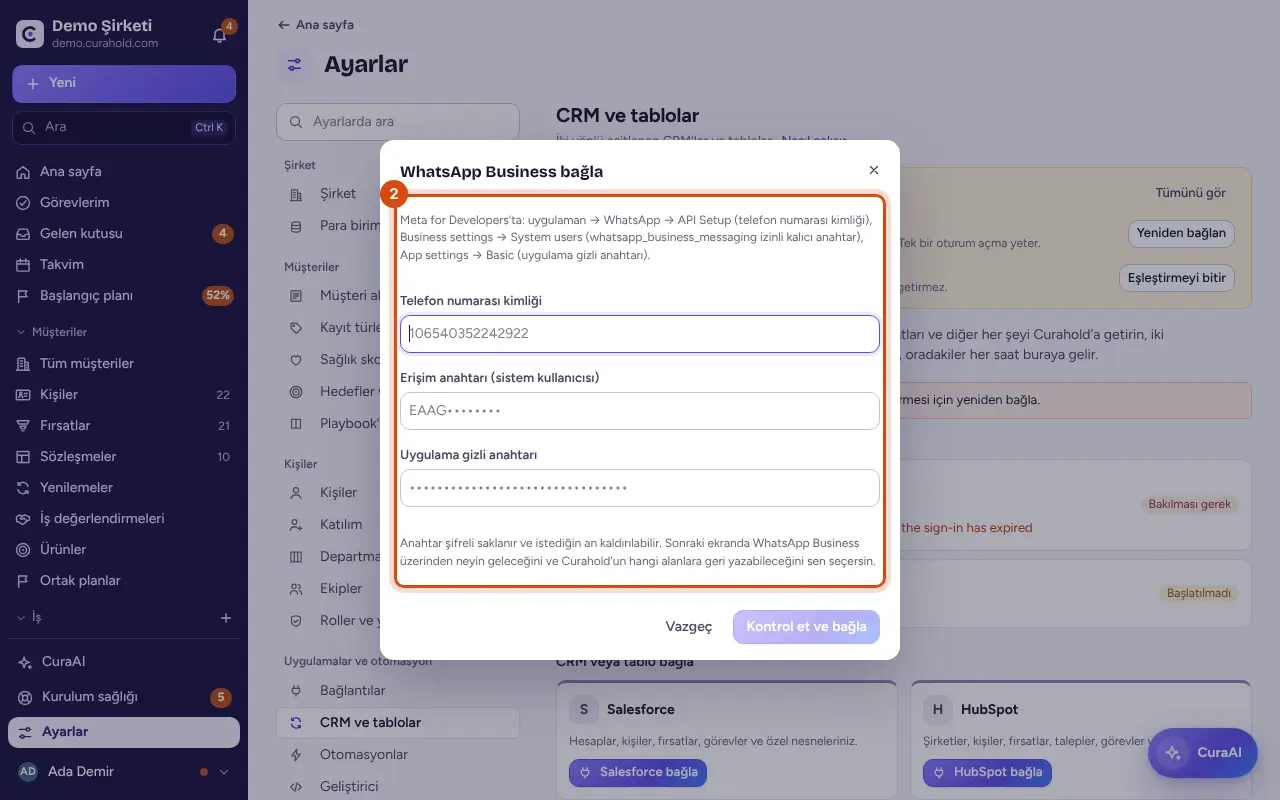 Demo Şirketi
demo.curahold.com
4
Yeni
Ara
Ctrl K
Ana sayfa
Görevlerim
Gelen kutusu
4
Takvim
Başlangıç planı
52%
Müşteriler
Tüm müşteriler
Kişiler
22
Fırsatlar
21
Sözleşmeler
10
Yenilemeler
İş değerlendirmeleri
Ürünler
Ortak planlar
İş
CuraAI
Kurulum sağlığı
5
Ayarlar
AD
Ada Demir
← Ana sayfa
Ayarlar
Ayarlarda ara
Şirket
Şirket
Para birim
Müşteriler
Müşteri al
Kayıt türle
Sağlık sko
Hedefler
Playbook'
Kişiler
Kişiler
Katılım
Departma
Ekipler
Roller ve y
Uygulamalar ve otomasyon
Bağlantılar
CRM ve tablolar
Otomasyonlar
Geliştirici
CRM ve tablolar
Tümünü gör
Tek bir oturum açma yeter.
Yeniden bağlan
getirmez.
Eşleştirmeyi bitir
tları ve diğer her şeyi Curahold'a getirin, iki
, oradakiler her saat buraya gelir.
rmesi için yeniden bağla.
Bakılması gerek
the sign-in has expired
Başlatılmadı
WhatsApp Business bağla
2
Meta for Developers'ta: uygulaman → WhatsApp → API Setup (telefon numarası kimliği),
Business settings → System users (whatsapp_business_messaging izinli kalıcı anahtar),
App settings → Basic (uygulama gizli anahtarı).
Telefon numarası kimliği
106540352242922
Erişim anahtarı (sistem kullanıcısı)
EAAG••••••••
Uygulama gizli anahtarı
••••••••••••••••••••••••••••••••
Anahtar şifreli saklanır ve istediğin an kaldırılabilir. Sonraki ekranda WhatsApp Business
üzerinden neyin geleceğini ve Curahold'un hangi alanlara geri yazabileceğini sen seçersin.
Vazgeç
Kontrol et ve bağla
CRM veya tablo bağla
S
Salesforce
Hesaplar, kişiler, fırsatlar, görevler ve özel nesneleriniz.
Salesforce bağla
H
HubSpot
Şirketler, kişiler, fırsatlar, talepler, görevler
HubSpot bağla
CuraAI